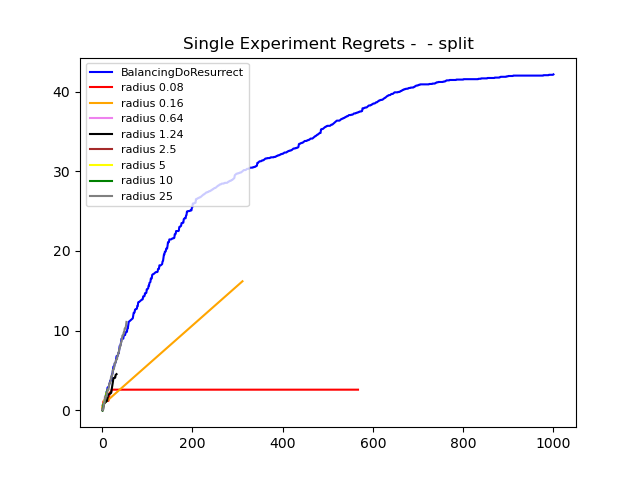 Single Experiment Regrets -  - split
BalancingDoResurrect
radius 0.08
radius 0.16
radius 0.64
radius 1.24
radius 2.5
radius 5
radius 10
radius 25
40
30
20
10
0
0 200 400 600 800 1000